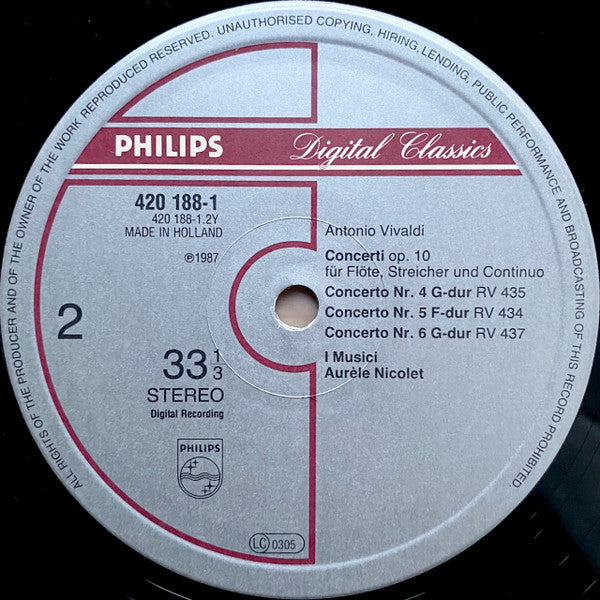 ALL RIGHTS OF THE PRODUCER AND OF THE OWNER OF THE WORK REPRODUCED RESERVED. UNAUTHORISED COPYING, HIRING, LENDING, PUBLIC PERFORMANCE AND BROADCASTING OF THIS RECORD PROHIBITED.
PHILIPS
Digital Classics
420 188-1
420 188-1.2Y
MADE IN HOLLAND
℗1987
2
33 1/3
STEREO
Digital Recording
PHILIPS
Antonio Vivaldi
Concerti op. 10
für Flöte, Streicher und Continuo
Concerto Nr. 4 G-dur RV 435
Concerto Nr. 5 F-dur RV 434
Concerto Nr. 6 G-dur RV 437
I Musici
Aurèle Nicolet
LC 0305